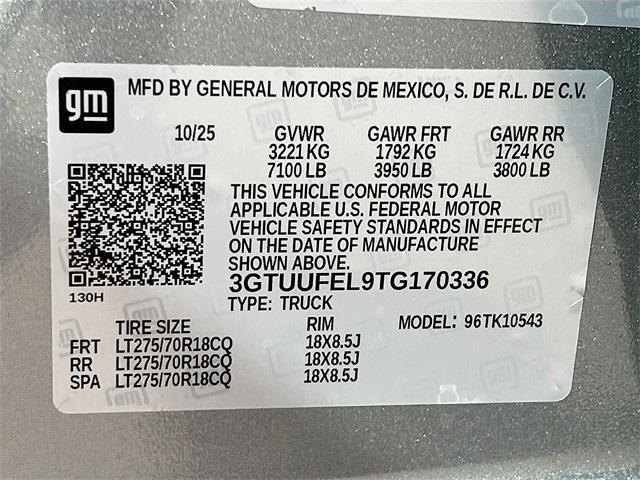 gm
MFD BY GENERAL MOTORS DE MEXICO, S. DE R.L. DE C.V.
10/25 GVWR GAWR FRT GAWR RR
3221 KG 1792 KG 1724 KG
7100 LB 3950 LB 3800 LB
THIS VEHICLE CONFORMS TO ALL
APPLICABLE U.S. FEDERAL MOTOR
VEHICLE SAFETY STANDARDS IN EFFECT
ON THE DATE OF MANUFACTURE
SHOWN ABOVE.
130H
3GTUUFEL9TG170336
TYPE: TRUCK
TIRE SIZE RIM MODEL: 96TK10543
FRT LT275/70R18CQ 18X8.5J
RR LT275/70R18CQ 18X8.5J
SPA LT275/70R18CQ 18X8.5J